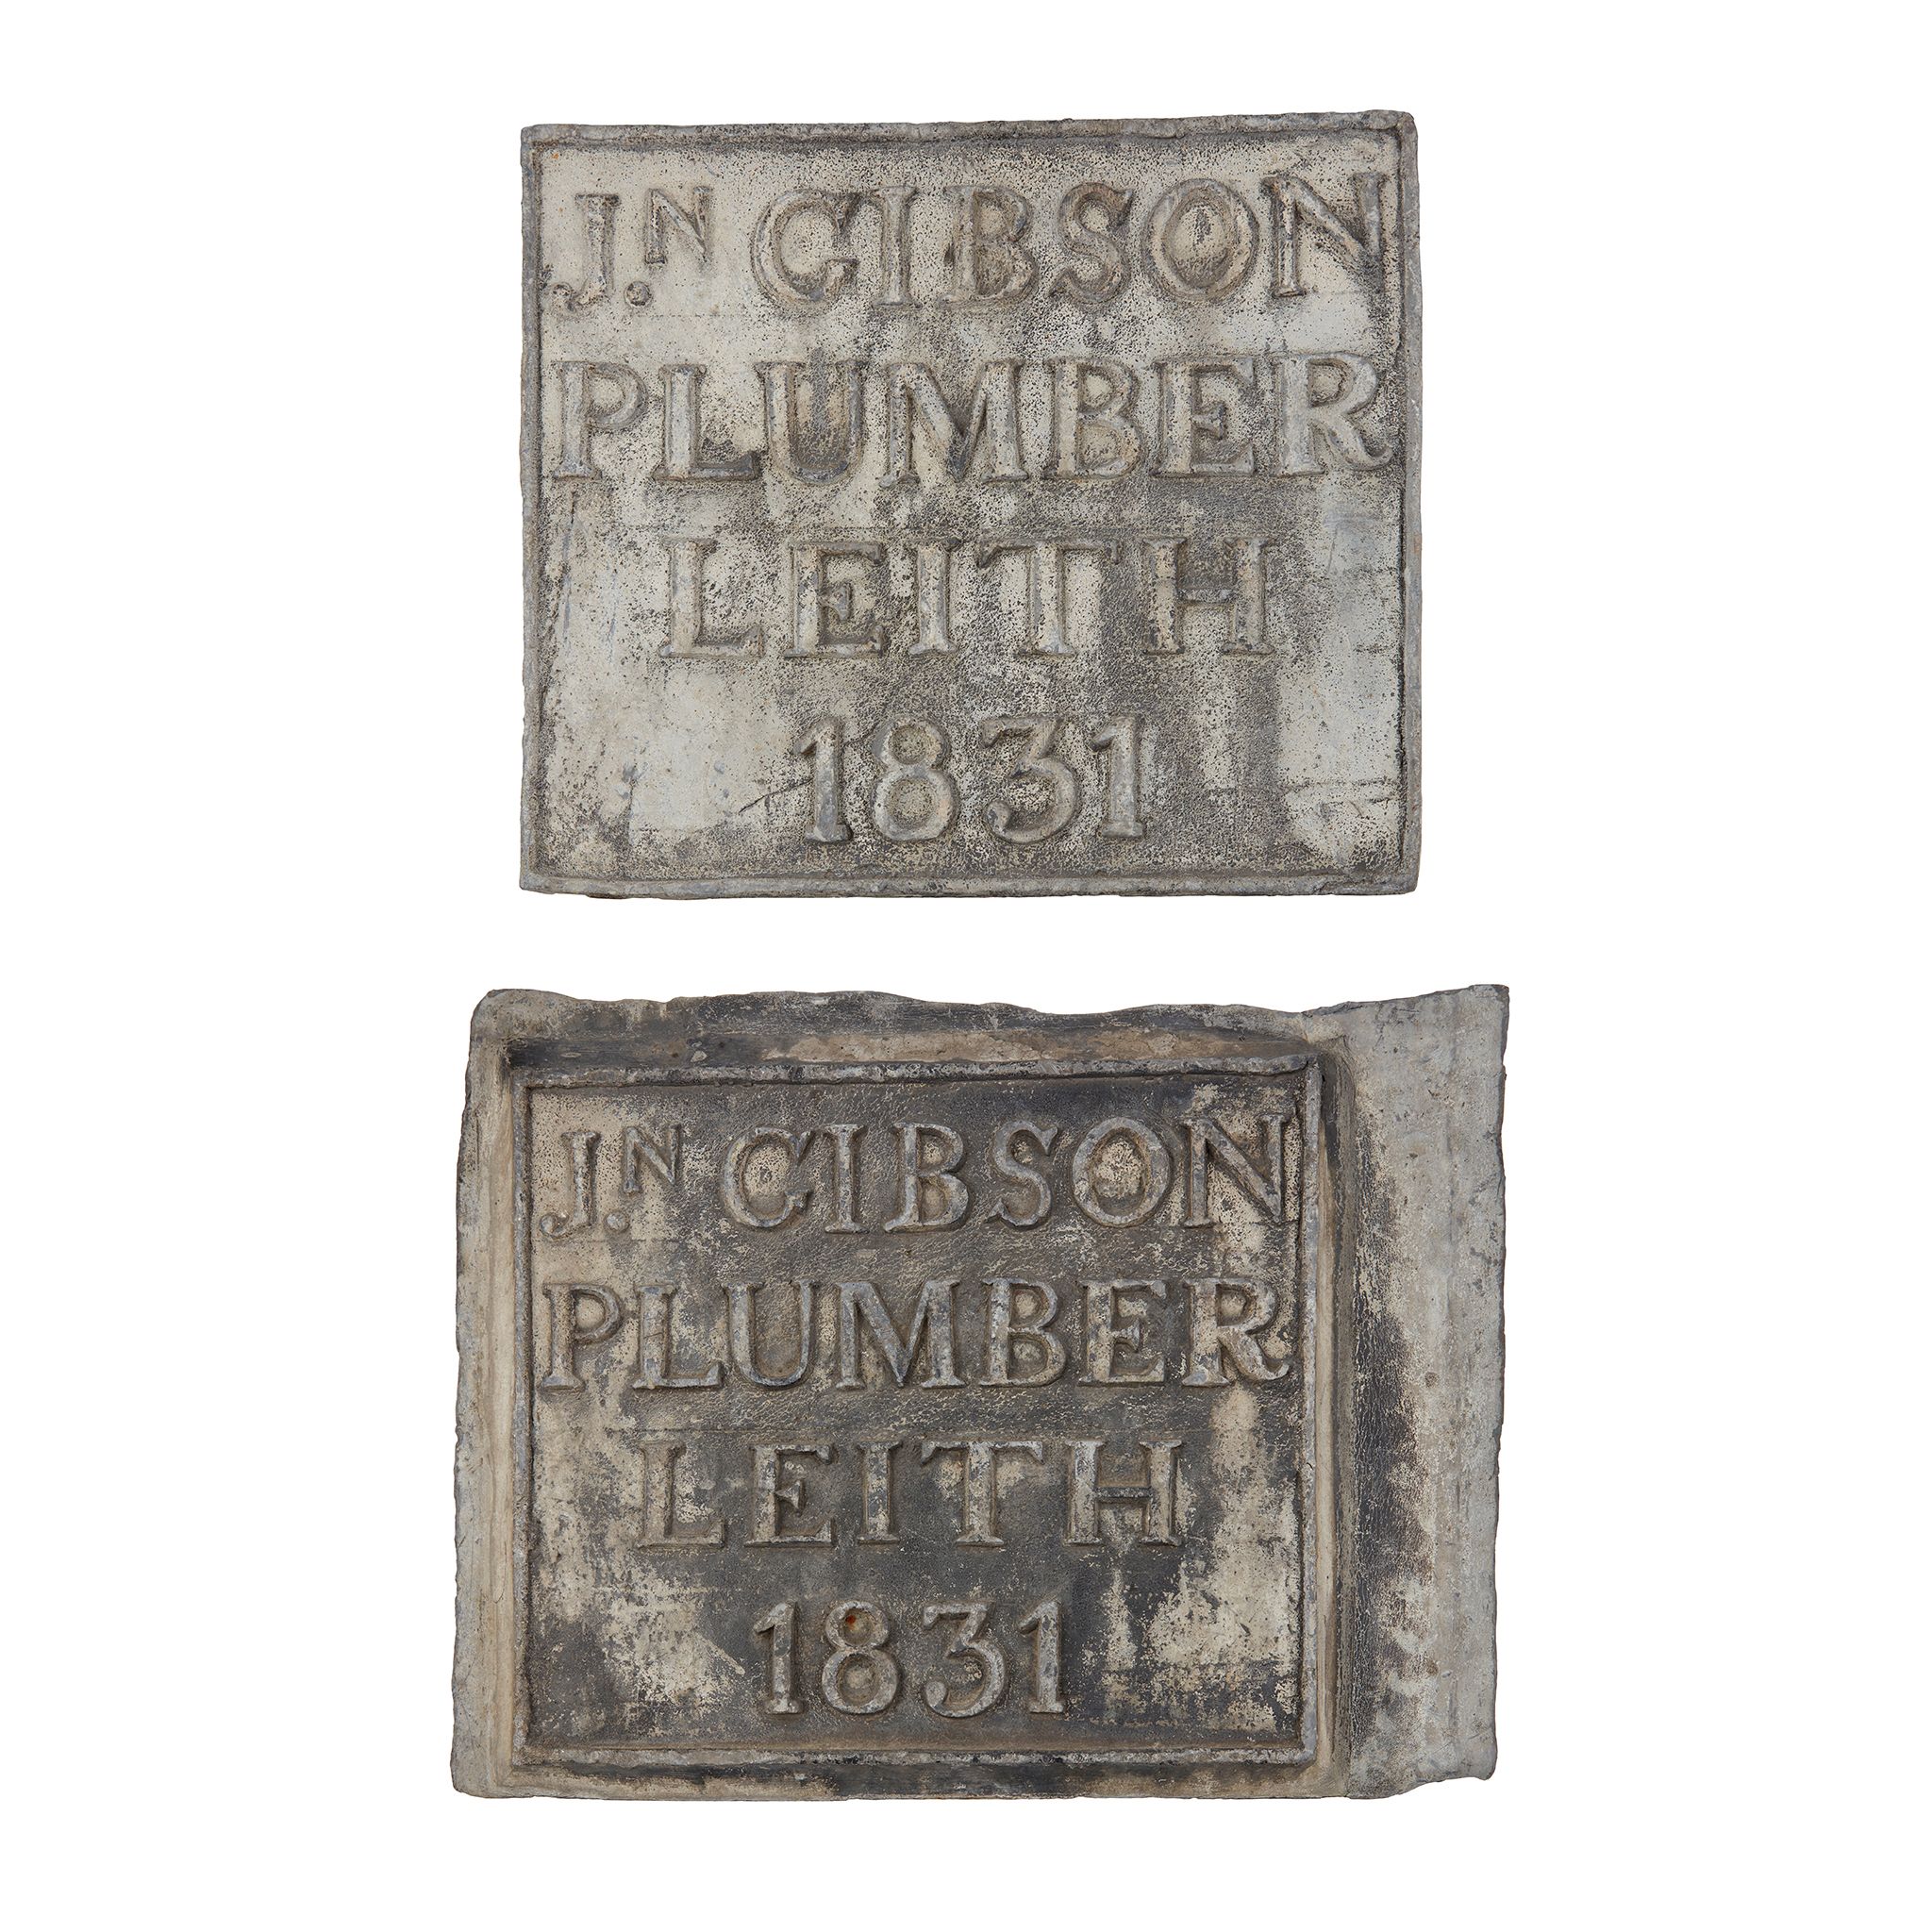 J.N GIBSON
PLUMBER
LEITH
1831
J.N GIBSON
PLUMBER
LEITH
1831